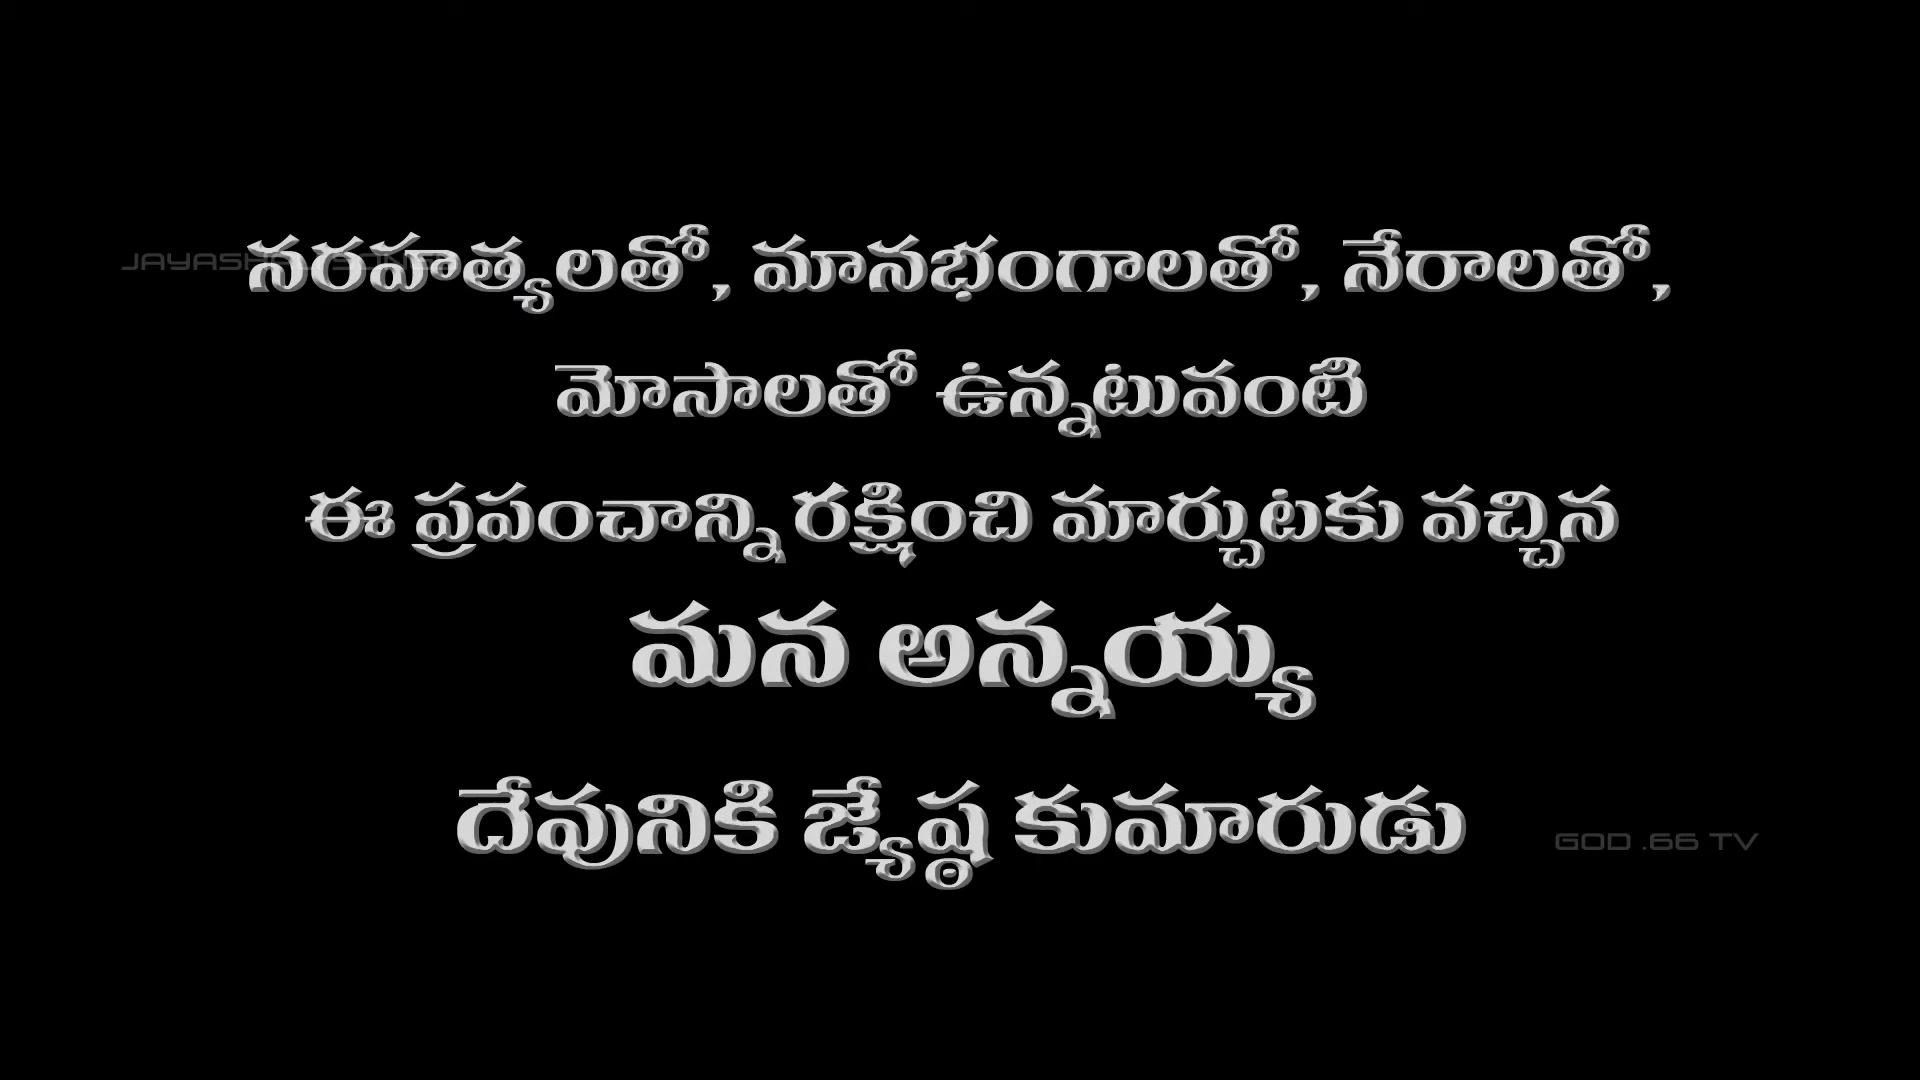 నరహత్యలతో, మానభంగాలతో, నేరాలతో,
మోసాలతో ఉన్నటువంటి
ఈ ప్రపంచాన్ని రక్షించి మార్చుటకు వచ్చిన
మన అన్నయ్య
దేవునికి జ్యేష్ఠ కుమారుడు
GOD .66 TV